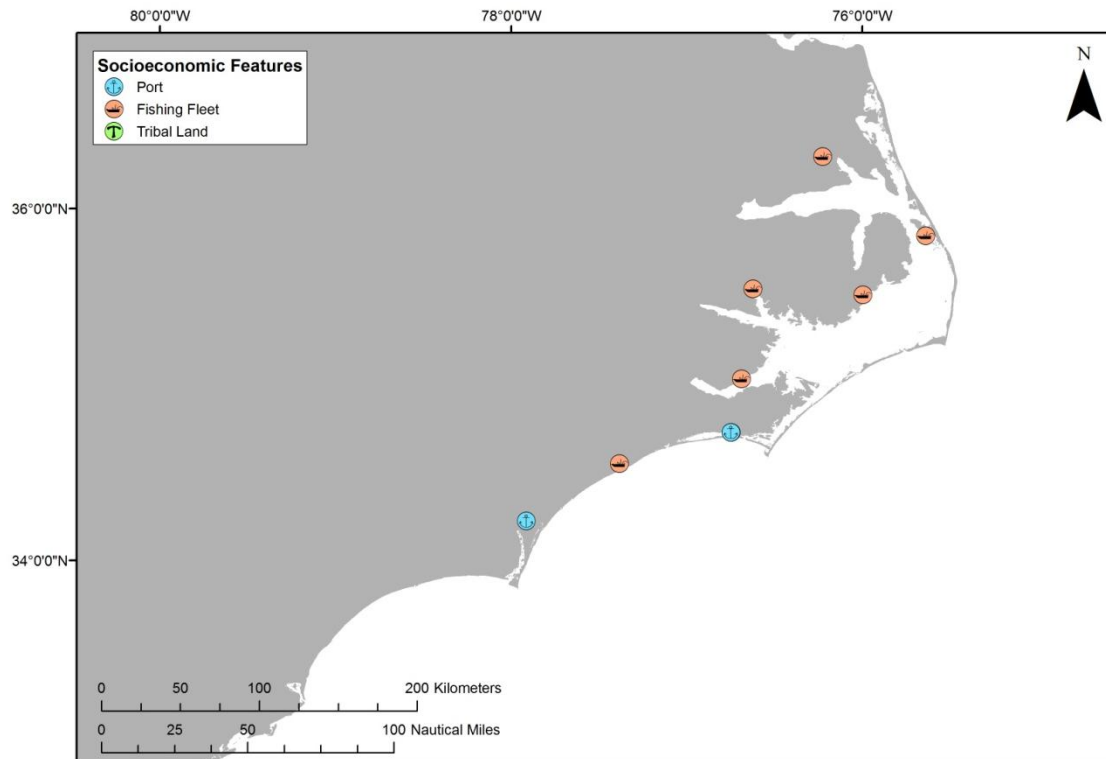 80°0'0"W 78°0'0"W 76°0'0"W
N
Socioeconomic Features
Port
Fishing Fleet
Tribal Land
36°0'0"N
34°0'0"N
0 50 100 200 Kilometers
0 25 50 100 Nautical Miles